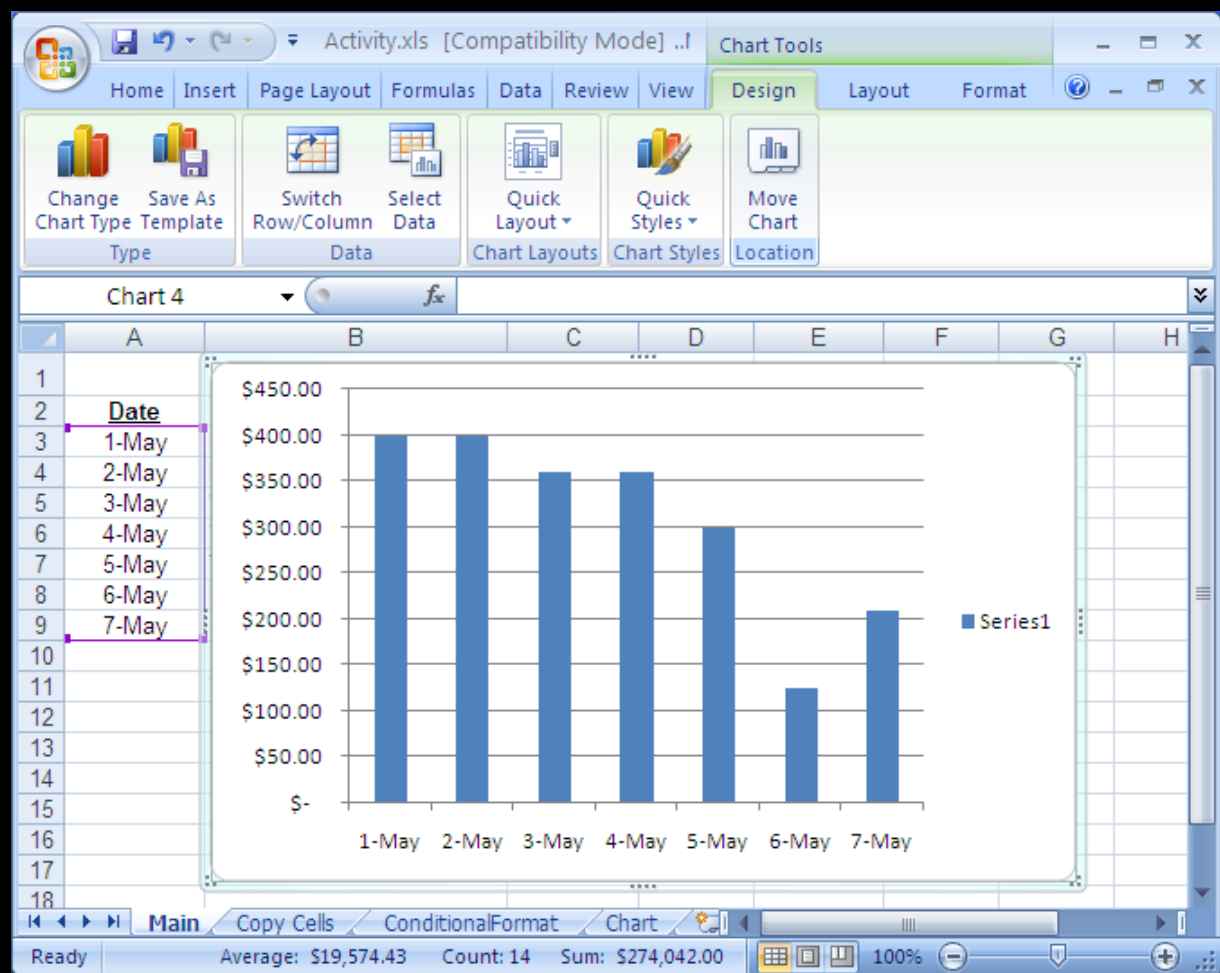 Activity.xls [Compatibility Mode] ..
Chart Tools
Home Insert Page Layout Formulas Data Review View Design Layout Format
Change Chart Type
Save As Template
Switch Row/Column
Select Data
Quick Layout
Quick Styles
Move Chart
Type Data Chart Layouts Chart Styles Location
Chart 4 fx
A B C D E F G H
1
2 Date
3 1-May
4 2-May
5 3-May
6 4-May
7 5-May
8 6-May
9 7-May
10
11
12
13
14
15
16
17
18
$450.00
$400.00
$350.00
$300.00
$250.00
$200.00
$150.00
$100.00
$50.00
$-
1-May 2-May 3-May 4-May 5-May 6-May 7-May
Series1
Main Copy Cells ConditionalFormat Chart
Ready Average: $19,574.43 Count: 14 Sum: $274,042.00 100%